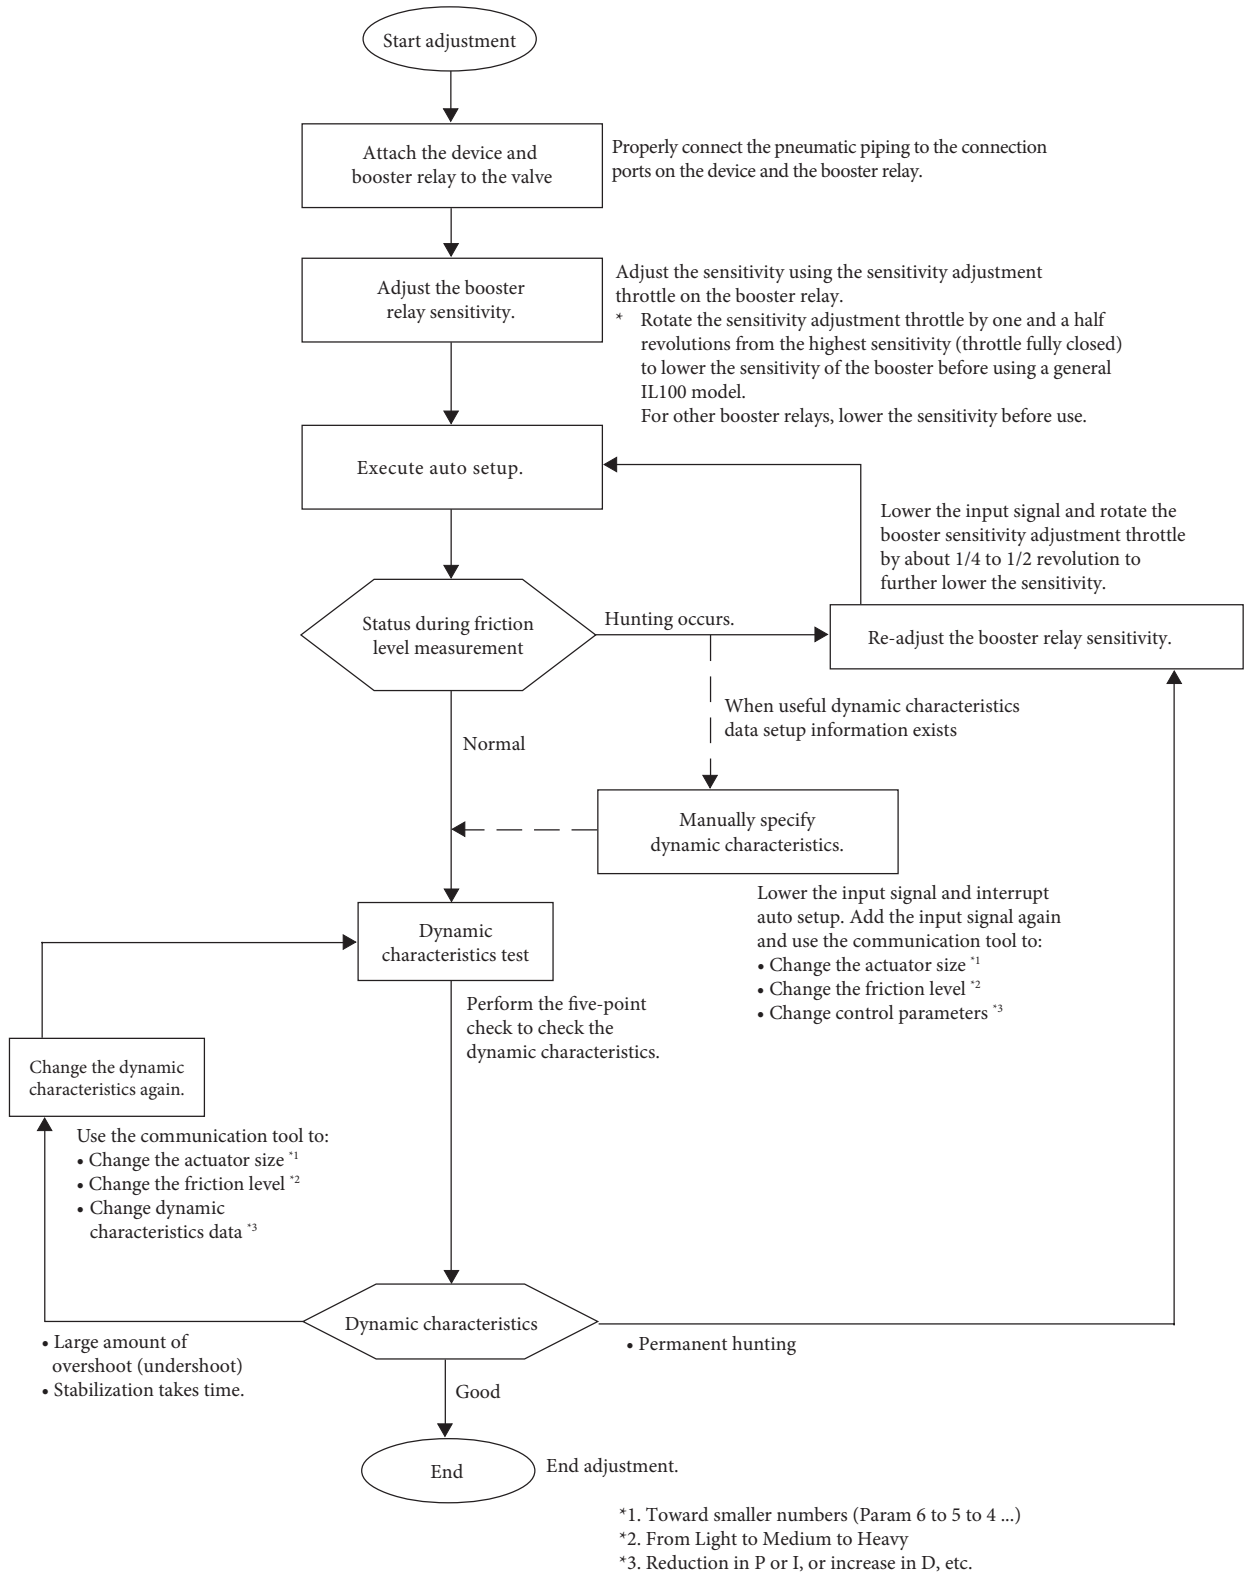 Start adjustment
Attach the device and
booster relay to the valve
Properly connect the pneumatic piping to the connection
ports on the device and the booster relay.
Adjust the booster
relay sensitivity.
Adjust the sensitivity using the sensitivity adjustment
throttle on the booster relay.
* Rotate the sensitivity adjustment throttle by one and a half
revolutions from the highest sensitivity (throttle fully closed)
to lower the sensitivity of the booster before using a general
IL100 model.
For other booster relays, lower the sensitivity before use.
Execute auto setup.
Lower the input signal and rotate the
booster sensitivity adjustment throttle
by about 1/4 to 1/2 revolution to
further lower the sensitivity.
Status during friction
level measurement
Hunting occurs.
Re-adjust the booster relay sensitivity.
When useful dynamic characteristics
data setup information exists
Normal
Manually specify
dynamic characteristics.
Lower the input signal and interrupt
auto setup. Add the input signal again
and use the communication tool to:
• Change the actuator size *1
• Change the friction level *2
• Change control parameters *3
Dynamic
characteristics test
Perform the five-point
check to check the
dynamic characteristics.
Change the dynamic
characteristics again.
Use the communication tool to:
• Change the actuator size *1
• Change the friction level *2
• Change dynamic
characteristics data *3
Dynamic characteristics
• Large amount of
overshoot (undershoot)
• Stabilization takes time.
• Permanent hunting
Good
End
End adjustment.
*1. Toward smaller numbers (Param 6 to 5 to 4 ...)
*2. From Light to Medium to Heavy
*3. Reduction in P or I, or increase in D, etc.